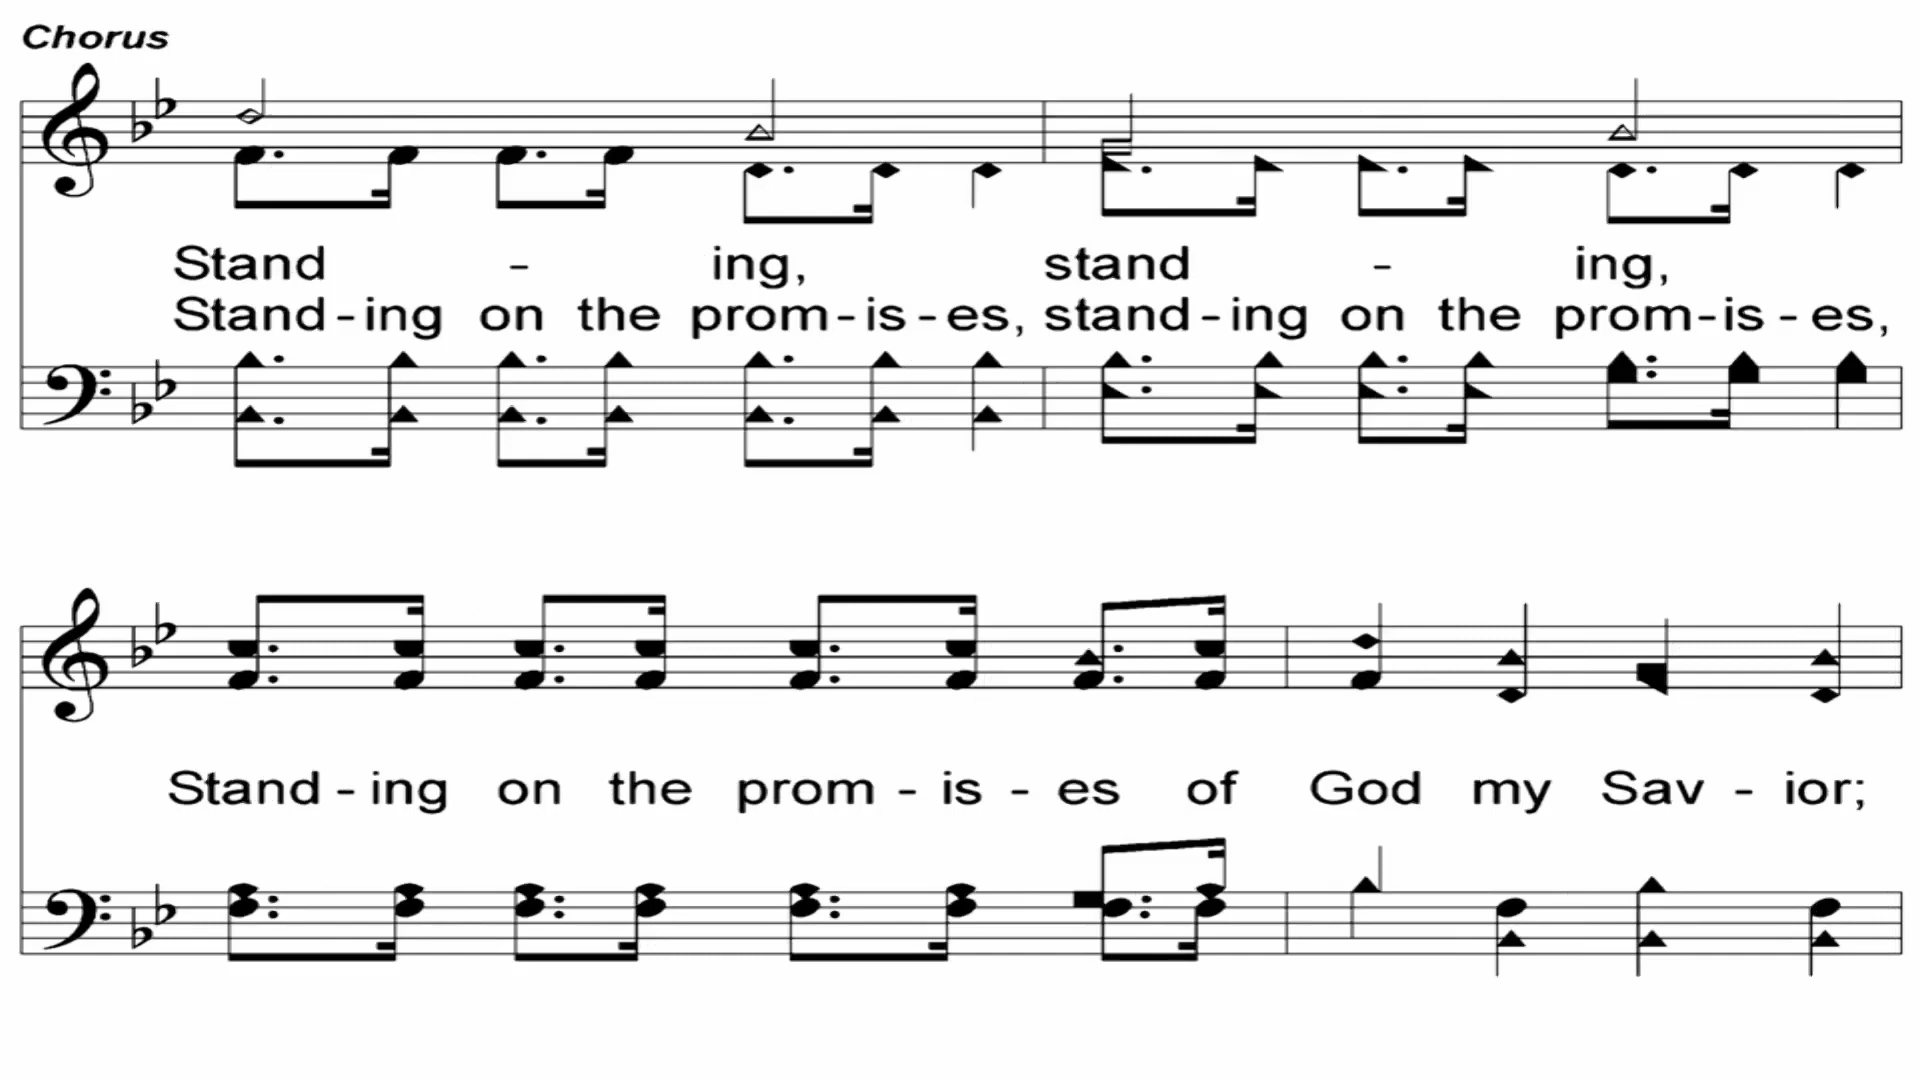 Chorus
Stand - ing, stand - ing,
Stand-ing on the prom-is-es, stand-ing on the prom-is-es,
Stand-ing on the prom-is-es of God my Sav-ior;